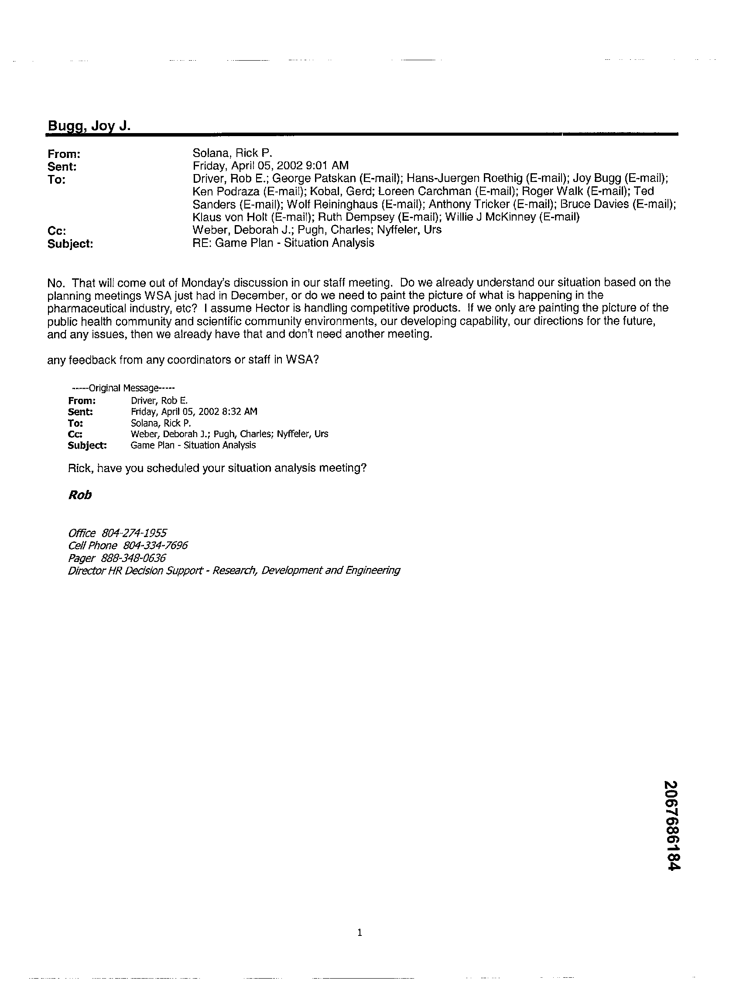 Bugg, Joy J.
From: Solana, Rick P.
Sent: Friday, April 05, 2002 9:01 AM
To: Driver, Rob E.; George Patskan (E-mail); Hans-Juergen Roethig (E-mail); Joy Bugg (E-mail);
Ken Podraza (E-mail); Kobal, Gerd; Loreen Carchman (E-mail); Roger Walk (E-mail); Ted
Sanders (E-mail); Wolf Reininghaus (E-mail); Anthony Tricker (E-mail); Bruce Davies (E-mail);
Klaus von Holt (E-mail); Ruth Dempsey (E-mail); Willie J McKinney (E-mail)
Cc: Weber, Deborah J.; Pugh, Charles; Nyffeler, Urs
Subject: RE: Game Plan - Situation Analysis
No. That will come out of Monday's discussion in our staff meeting. Do we already understand our situation based on the
planning meetings WSA just had in December, or do we need to paint the picture of what is happening in the
pharmaceutical industry, etc? I assume Hector is handling competitive products. If we only are painting the picture of the
public health community and scientific community environments, our developing capability, our directions for the future,
and any issues, then we already have that and don't need another meeting.
any feedback from any coordinators or staff in WSA?
-----Original Message-----
From: Driver, Rob E.
Sent: Friday, April 05, 2002 8:32 AM
To: Solana, Rick P.
Cc: Weber, Deborah J.; Pugh, Charles; Nyffeler, Urs
Subject: Game Plan - Situation Analysis
Rick, have you scheduled your situation analysis meeting?
Rob
Office 804-274-1955
Cell Phone 804-334-7696
Pager 888-348-0636
Director HR Decision Support - Research, Development and Engineering
2067686184
1